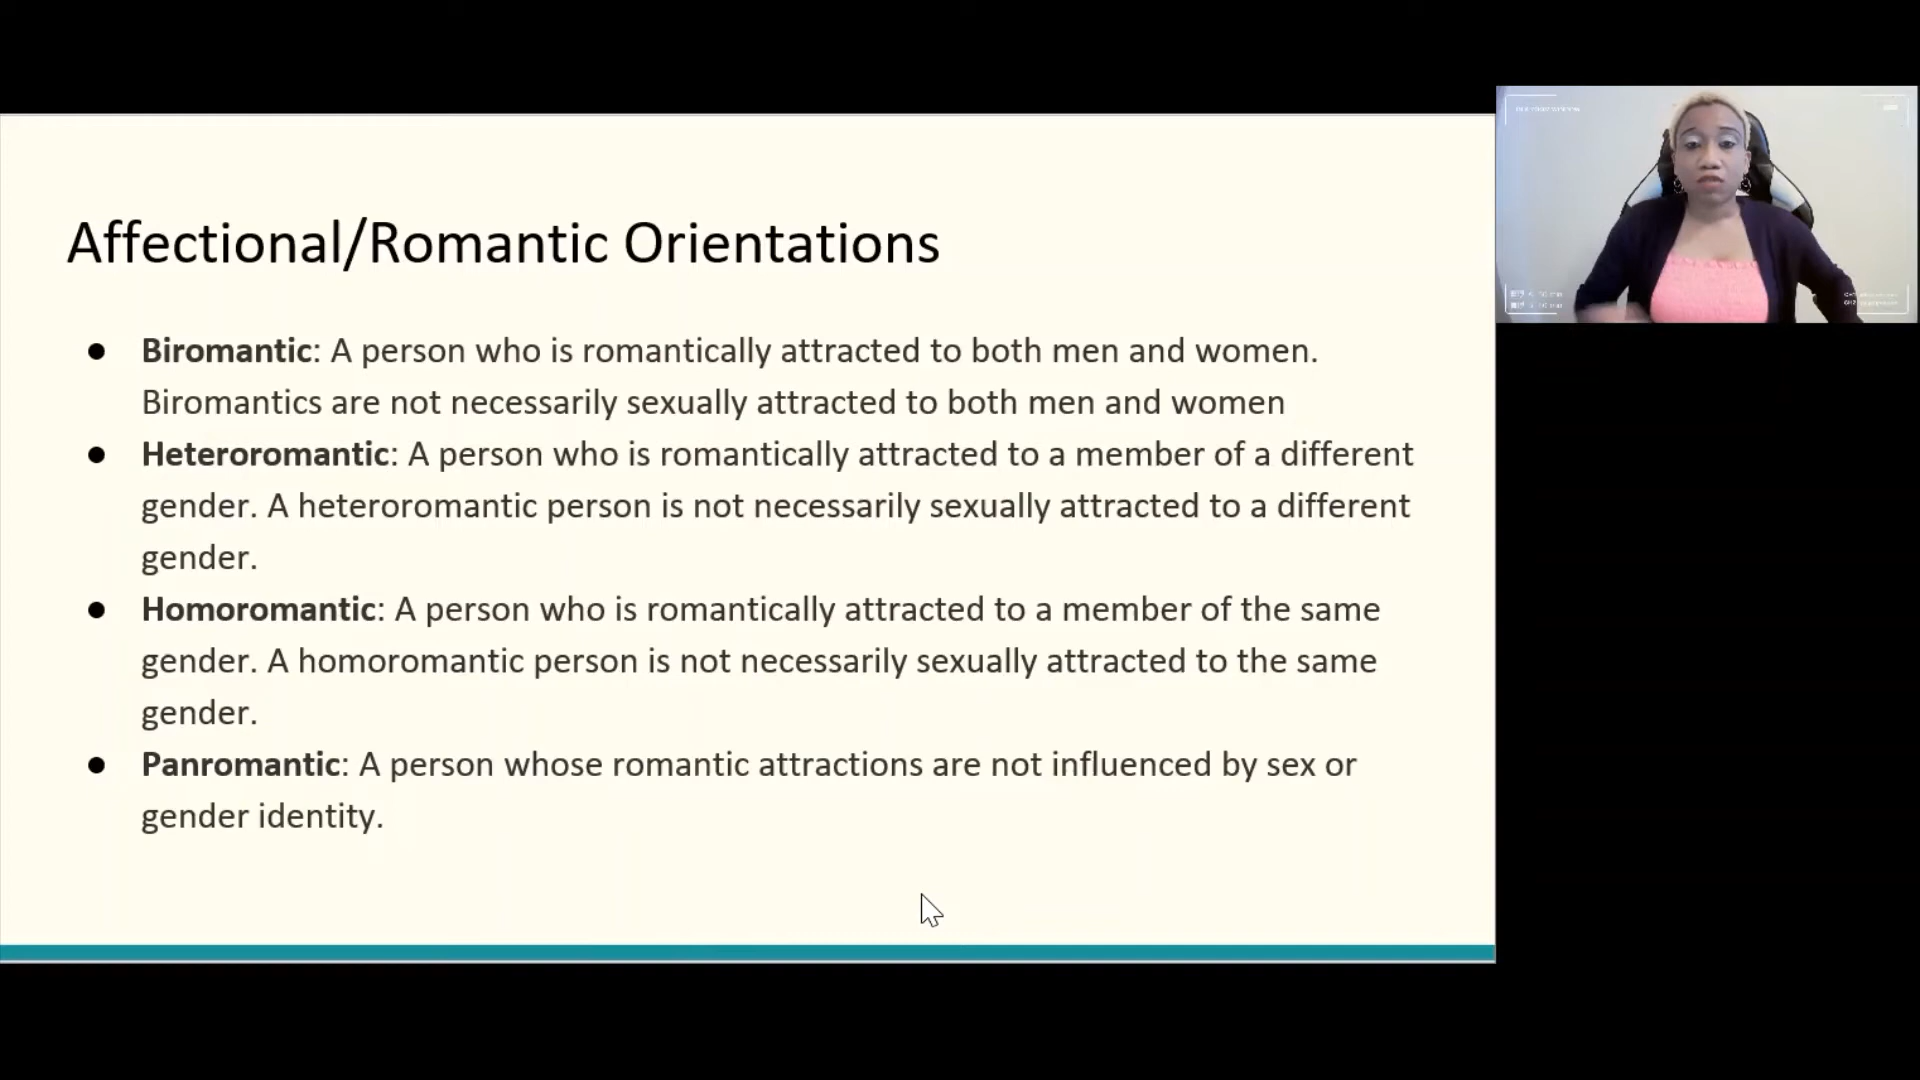 Affectional/Romantic Orientations
● Biromantic: A person who is romantically attracted to both men and women.
Biromantics are not necessarily sexually attracted to both men and women
● Heteroromantic: A person who is romantically attracted to a member of a different
gender. A heteroromantic person is not necessarily sexually attracted to a different
gender.
● Homoromantic: A person who is romantically attracted to a member of the same
gender. A homoromantic person is not necessarily sexually attracted to the same
gender.
● Panromantic: A person whose romantic attractions are not influenced by sex or
gender identity.